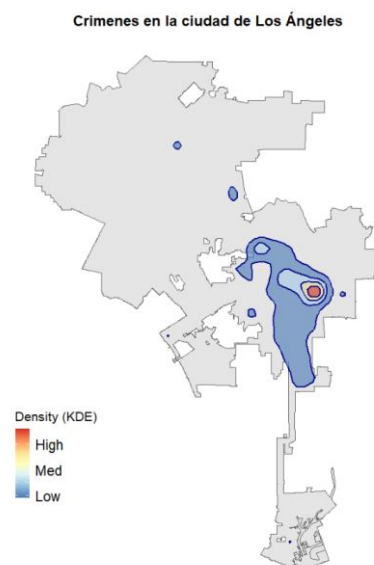 Crimenes en la ciudad de Los Ángeles
Density (KDE)
High
Med
Low